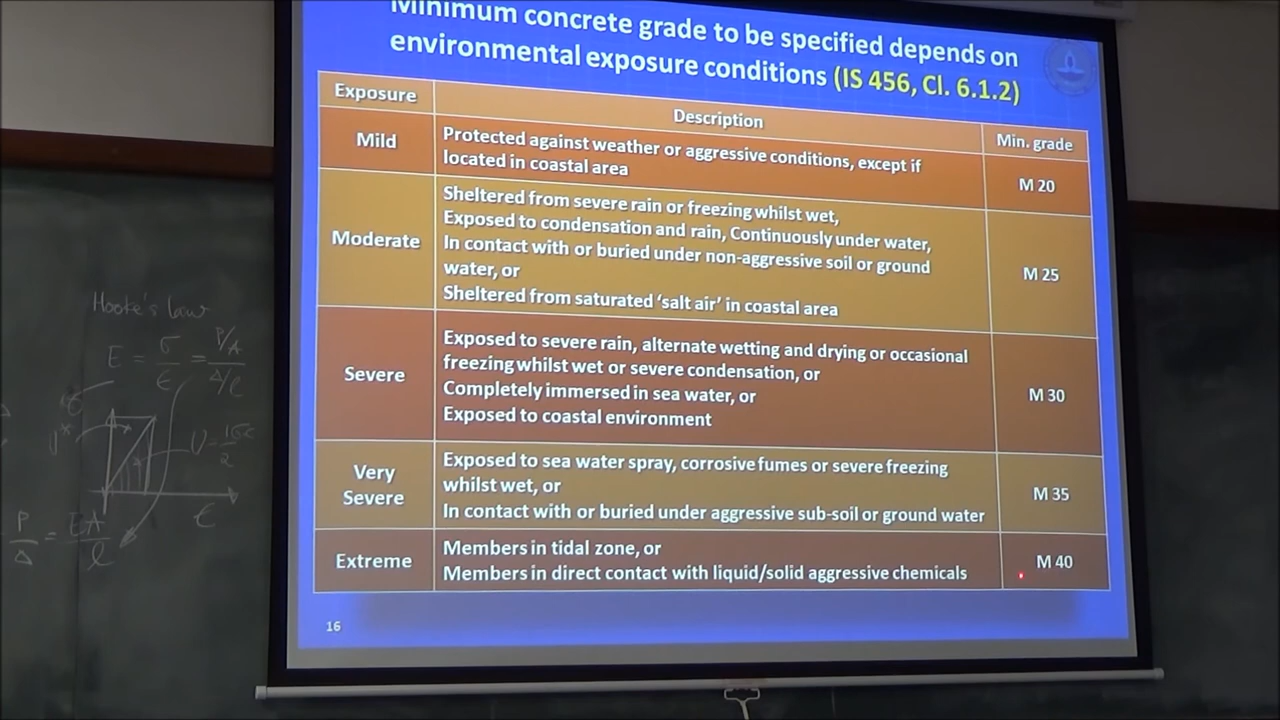 Minimum concrete grade to be specified depends on
environmental exposure conditions (IS 456, Cl. 6.1.2)
Exposure
Description
Min. grade
Mild
Protected against weather or aggressive conditions, except if
located in coastal area
M 20
Moderate
Sheltered from severe rain or freezing whilst wet,
Exposed to condensation and rain, Continuously under water,
In contact with or buried under non-aggressive soil or ground
water, or
Sheltered from saturated ‘salt air’ in coastal area
M 25
Severe
Exposed to severe rain, alternate wetting and drying or occasional
freezing whilst wet or severe condensation, or
Completely immersed in sea water, or
Exposed to coastal environment
M 30
Very
Severe
Exposed to sea water spray, corrosive fumes or severe freezing
whilst wet, or
In contact with or buried under aggressive sub-soil or ground water
M 35
Extreme
Members in tidal zone, or
Members in direct contact with liquid/solid aggressive chemicals
M 40
16
Hooke's law
E = σ/ϵ = P/A / Δ/l
ϵ
P/Δ = EA/l